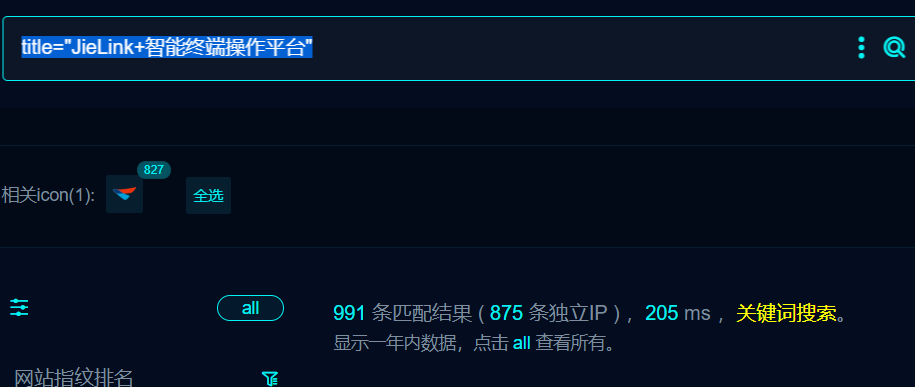 title="JieLink+智能终端操作平台"
827
相关icon(1): 全选
all
991 条匹配结果 ( 875 条独立IP ) ，205 ms ，关键词搜索。
显示一年内数据，点击 all 查看所有。
网站指纹排名